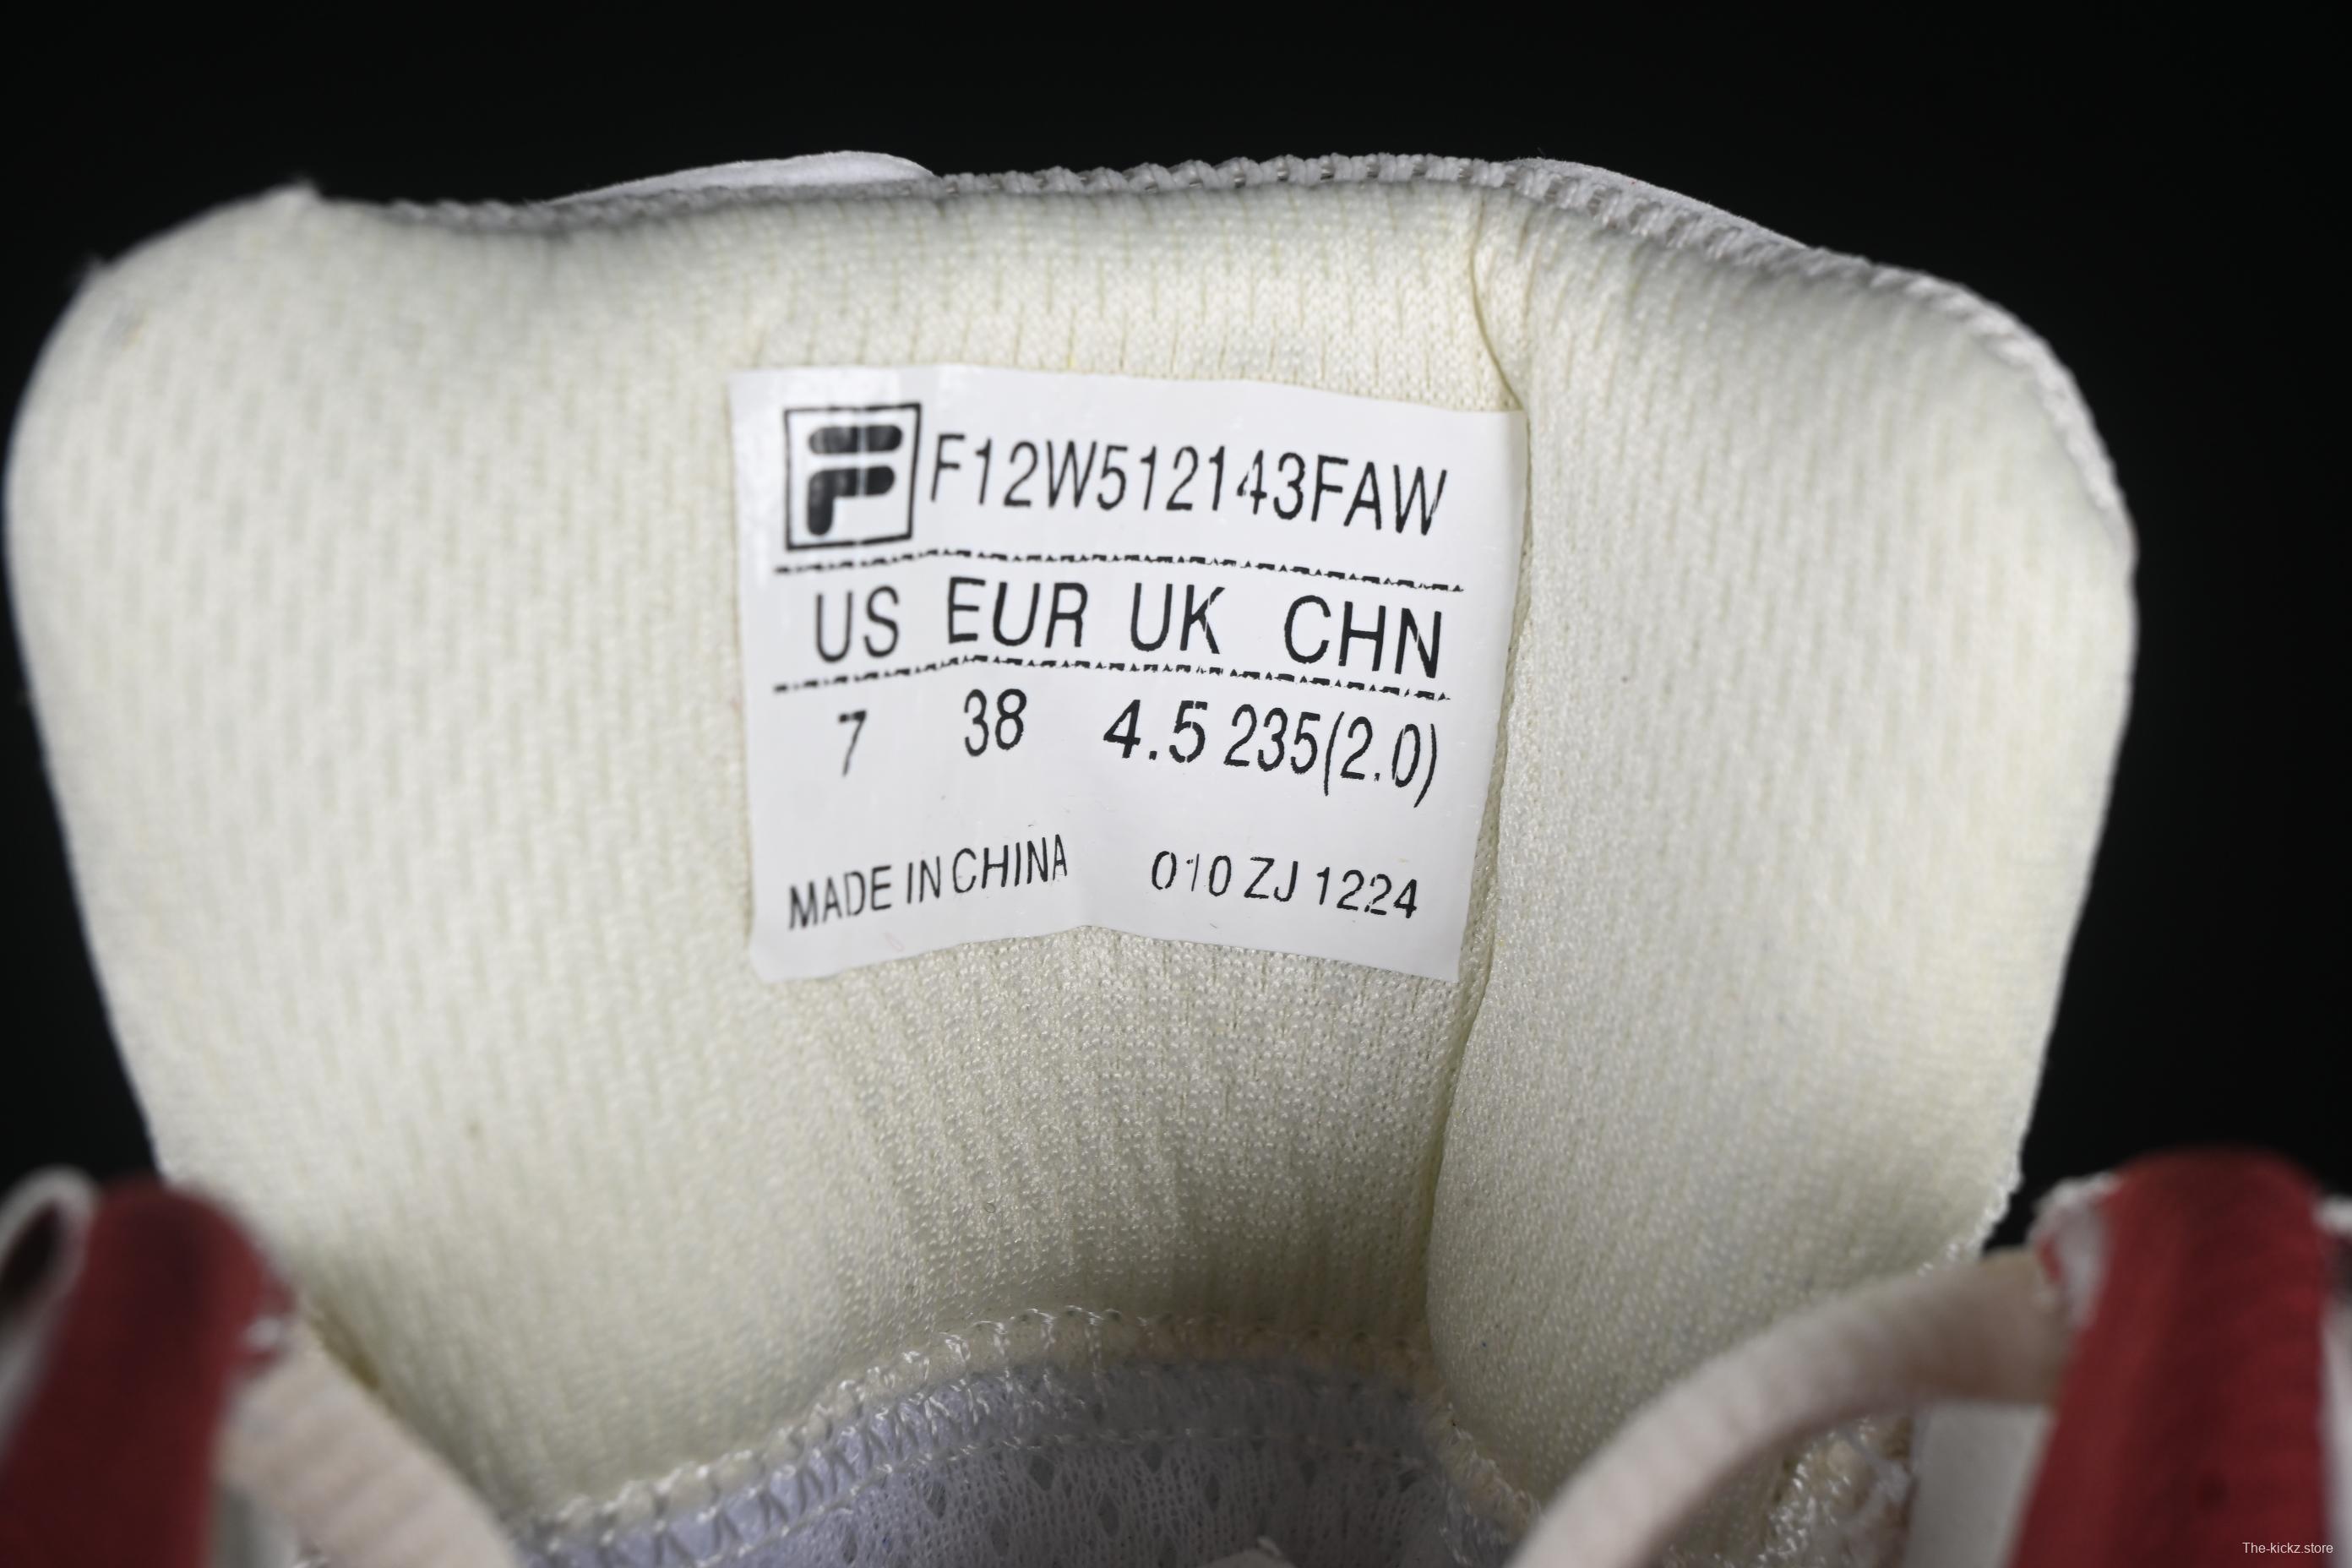 F F12W512143FAW
US EUR UK CHN
7 38 4.5 235(2.0)
MADE IN CHINA 010 ZJ 1224
The-kickz.store